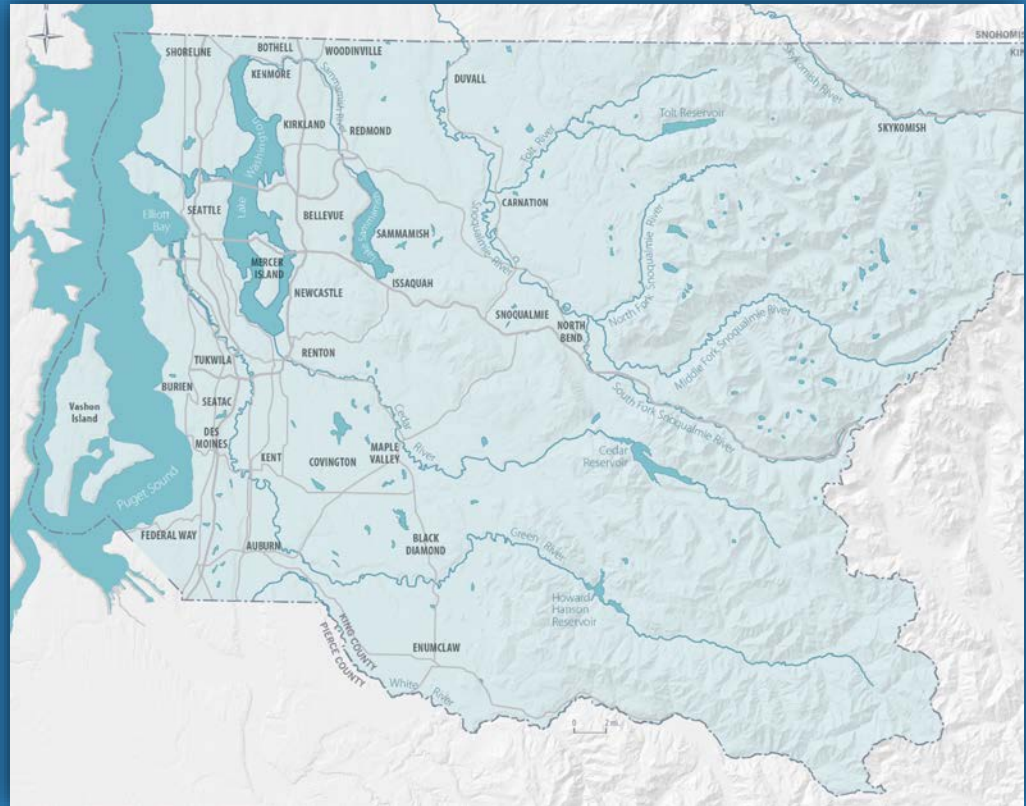 N
SNOHOMIS
KIN
SHORELINE
BOTHELL
WOODINVILLE
KENMORE
DUVALL
Skykomish River
SKYKOMISH
Sammamish River
KIRKLAND
REDMOND
Tolt River
Tolt Reservoir
Lake Washington
Elliott
Bay
SEATTLE
BELLEVUE
Lake Sammamish
SAMMAMISH
CARNATION
Snoqualmie River
North Fork Snoqualmie River
MERCER
ISLAND
NEWCASTLE
ISSAQUAH
SNOQUALMIE
NORTH
BEND
Middle Fork Snoqualmie River
South Fork Snoqualmie River
TUKWILA
RENTON
BURIEN
SEATAC
Vashon
Island
DES
MOINES
Cedar
River
KENT
COVINGTON
MAPLE
VALLEY
Cedar
Reservoir
Puget Sound
FEDERAL WAY
AUBURN
BLACK
DIAMOND
Green River
Howard
Hanson
Reservoir
KING COUNTY
PIERCE COUNTY
ENUMCLAW
White River
0 2 mi.